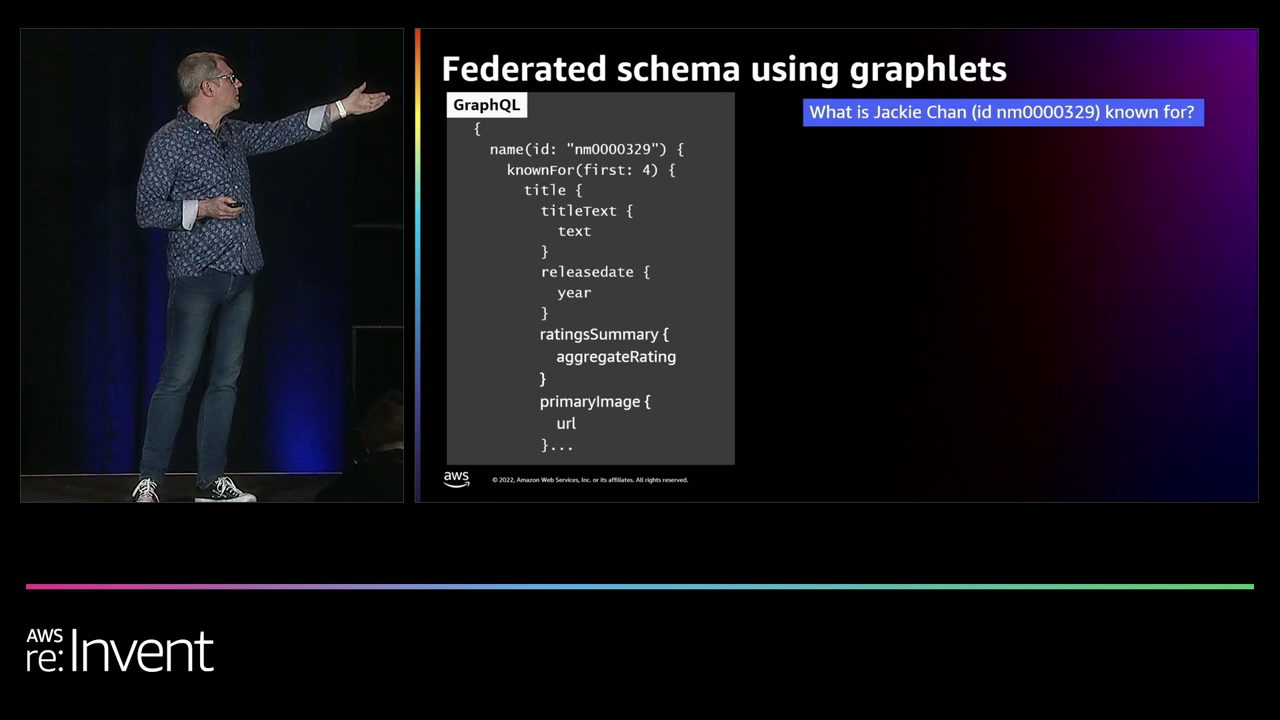 Federated schema using graphlets
GraphQL
What is Jackie Chan (id nm0000329) known for?
{
name(id: "nm0000329") {
knownFor(first: 4) {
title {
titleText {
text
}
releasedate {
year
}
ratingsSummary {
aggregateRating
}
primaryImage {
url
}...
aws
© 2022, Amazon Web Services, Inc. or its affiliates. All rights reserved.
AWS
re:Invent